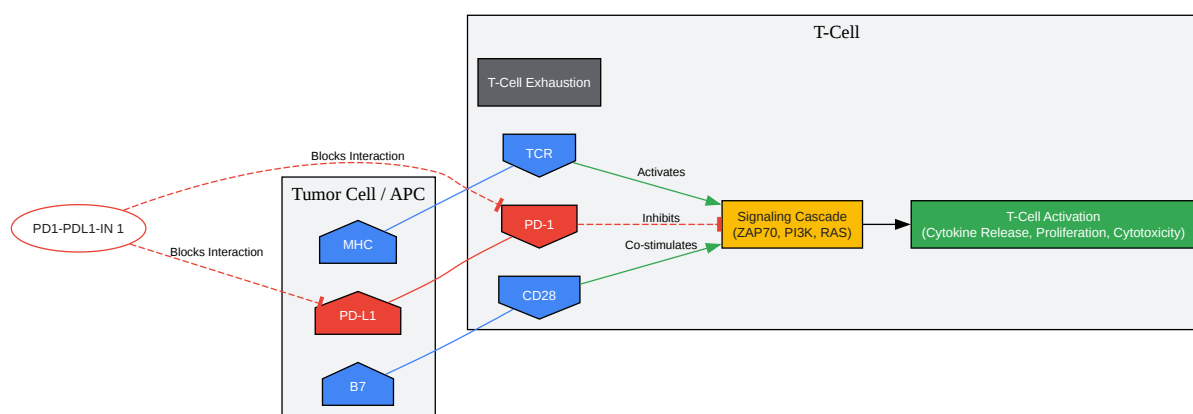 T-Cell
T-Cell Exhaustion
Blocks Interaction
TCR
Activates
Tumor Cell / APC
PD1-PDL1-IN 1
MHC
PD-1
Inhibits
Signaling Cascade
(ZAP70, PI3K, RAS)
T-Cell Activation
(Cytokine Release, Proliferation, Cytotoxicity)
Blocks Interaction
Co-stimulates
PD-L1
CD28
B7